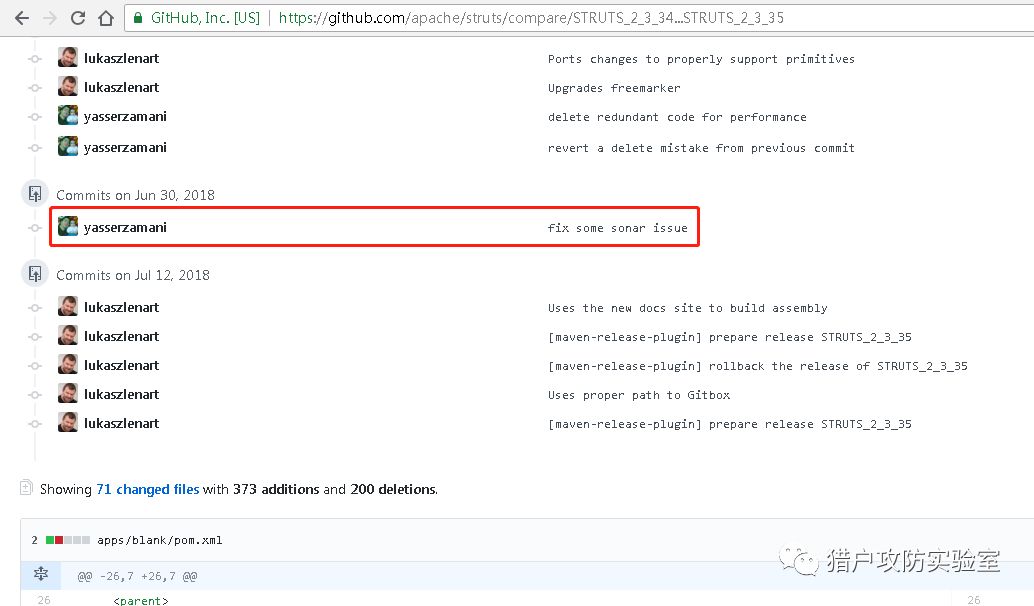 GitHub, Inc. [US] | https://github.com/apache/struts/compare/STRUTS_2_3_34...STRUTS_2_3_35
lukaszlenart Ports changes to properly support primitives
lukaszlenart Upgrades freemarker
yasserzamani delete redundant code for performance
yasserzamani revert a delete mistake from previous commit
Commits on Jun 30, 2018
yasserzamani fix some sonar issue
Commits on Jul 12, 2018
lukaszlenart Uses the new docs site to build assembly
lukaszlenart [maven-release-plugin] prepare release STRUTS_2_3_35
lukaszlenart [maven-release-plugin] rollback the release of STRUTS_2_3_35
lukaszlenart Uses proper path to Gitbox
lukaszlenart [maven-release-plugin] prepare release STRUTS_2_3_35
Showing 71 changed files with 373 additions and 200 deletions.
2 apps/blank/pom.xml
@@ -26,7 +26,7 @@
猎户攻防实验室
26 <parent> 26